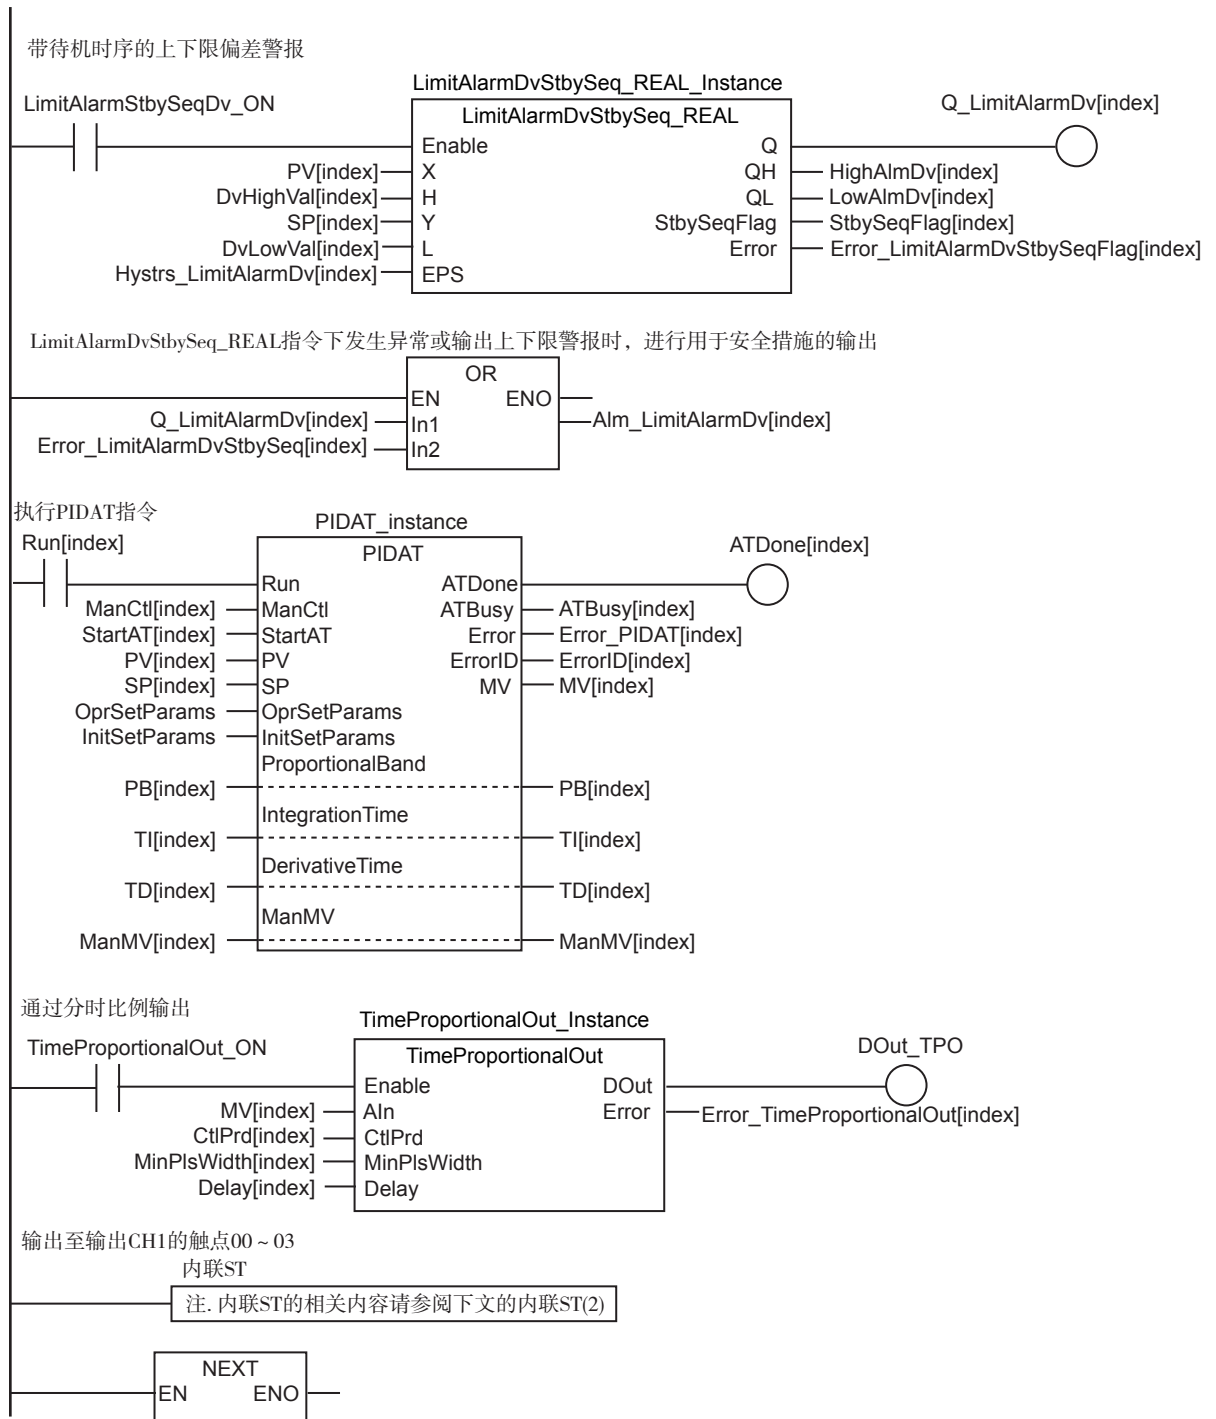 带待机时序的上下限偏差警报
LimitAlarmDvStbySeq_REAL_Instance
LimitAlarmStbySeqDv_ON
Q_LimitAlarmDv[index]
LimitAlarmDvStbySeq_REAL
Enable Q
PV[index] X QH HighAlmDv[index]
DvHighVal[index] H QL LowAlmDv[index]
SP[index] Y StbySeqFlag StbySeqFlag[index]
DvLowVal[index] L Error Error_LimitAlarmDvStbySeqFlag[index]
Hystrs_LimitAlarmDv[index] EPS
LimitAlarmDvStbySeq_REAL指令下发生异常或输出上下限警报时，进行用于安全措施的输出
OR
EN ENO
Q_LimitAlarmDv[index] In1 Alm_LimitAlarmDv[index]
Error_LimitAlarmDvStbySeq[index] In2
执行PIDAT指令
PIDAT_instance
Run[index]
ATDone[index]
PIDAT
Run ATDone
ManCtl[index] ManCtl ATBusy ATBusy[index]
StartAT[index] StartAT Error Error_PIDAT[index]
PV[index] PV ErrorID ErrorID[index]
SP[index] SP MV MV[index]
OprSetParams OprSetParams
InitSetParams InitSetParams
ProportionalBand
PB[index] PB[index]
IntegrationTime
TI[index] TI[index]
DerivativeTime
TD[index] TD[index]
ManMV
ManMV[index] ManMV[index]
通过分时比例输出
TimeProportionalOut_Instance
TimeProportionalOut_ON
DOut_TPO
TimeProportionalOut
Enable DOut
MV[index] AIn Error Error_TimeProportionalOut[index]
CtlPrd[index] CtlPrd
MinPlsWidth[index] MinPlsWidth
Delay[index] Delay
输出至输出CH1的触点00～03
内联ST
注. 内联ST的相关内容请参阅下文的内联ST(2)
NEXT
EN ENO